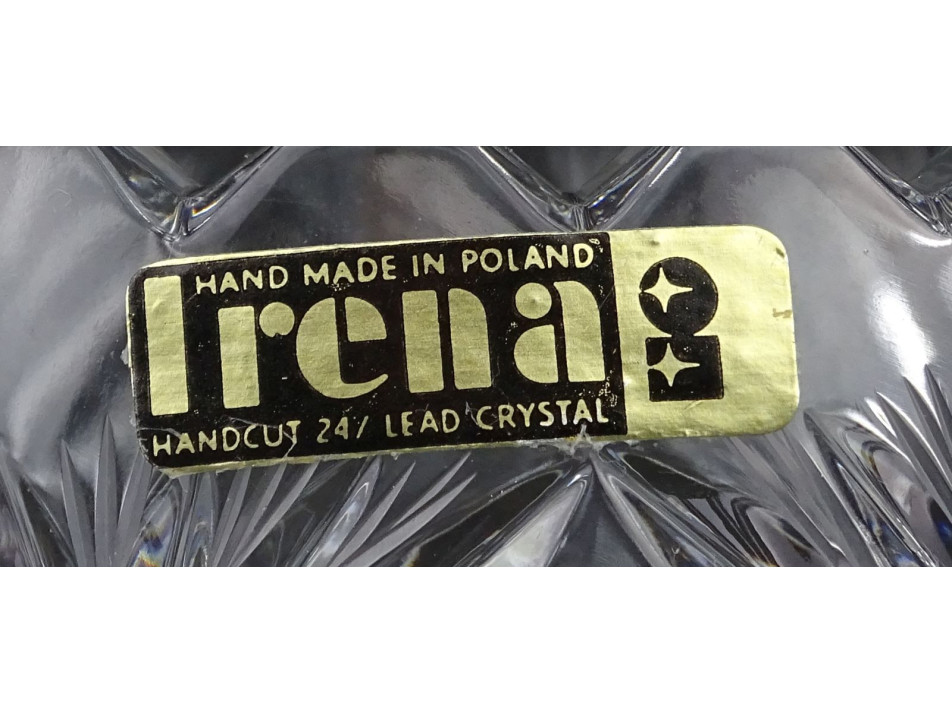 HAND MADE IN POLAND
Irena
HANDCUT 24/ LEAD CRYSTAL